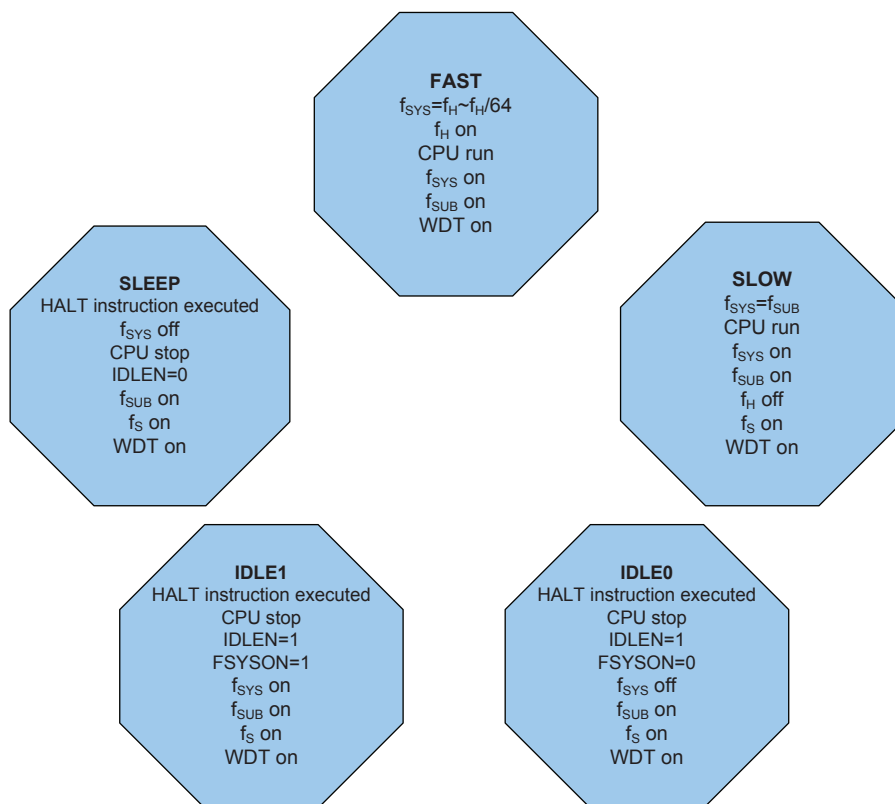 FAST
fSYS=fH~fH/64
fH on
CPU run
fSYS on
fSUB on
WDT on
SLEEP
HALT instruction executed
fSYS off
CPU stop
IDLEN=0
fSUB on
fS on
WDT on
SLOW
fSYS=fSUB
CPU run
fSYS on
fSUB on
fH off
fS on
WDT on
IDLE1
HALT instruction executed
CPU stop
IDLEN=1
FSYSON=1
fSYS on
fSUB on
fS on
WDT on
IDLE0
HALT instruction executed
CPU stop
IDLEN=1
FSYSON=0
fSYS off
fSUB on
fS on
WDT on